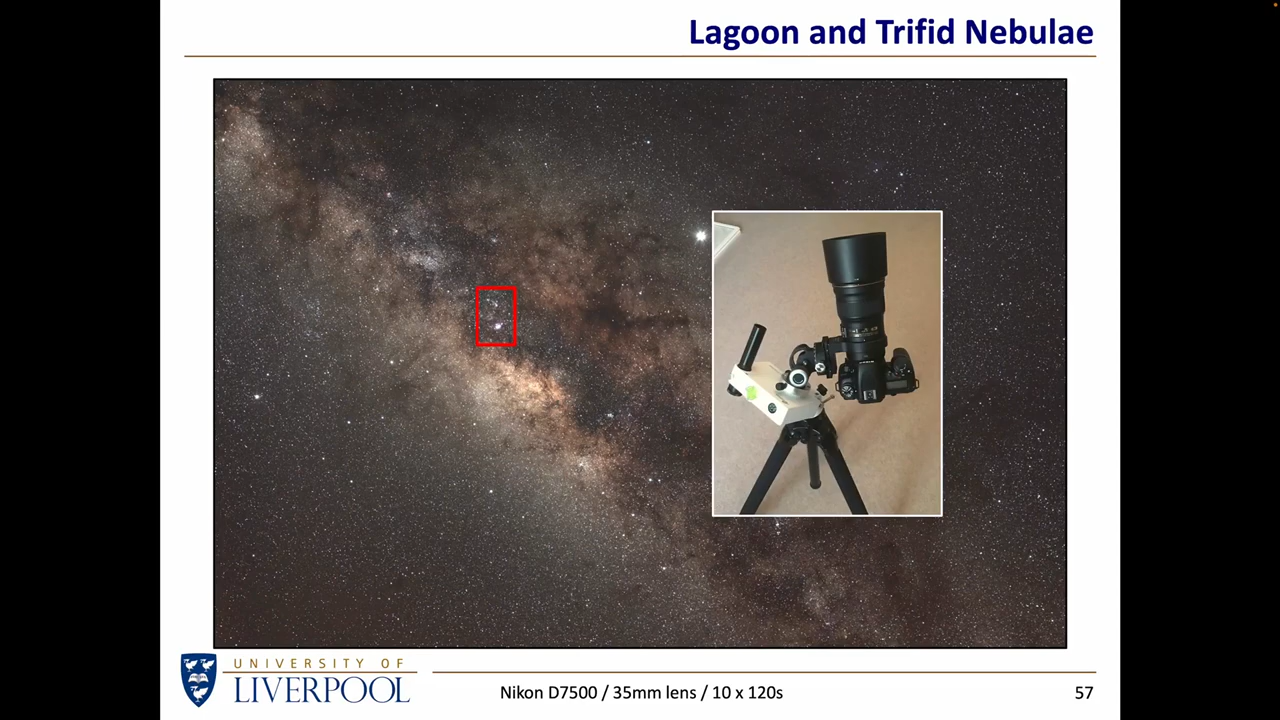 Lagoon and Trifid Nebulae
UNIVERSITY OF
LIVERPOOL
Nikon D7500 / 35mm lens / 10 x 120s
57